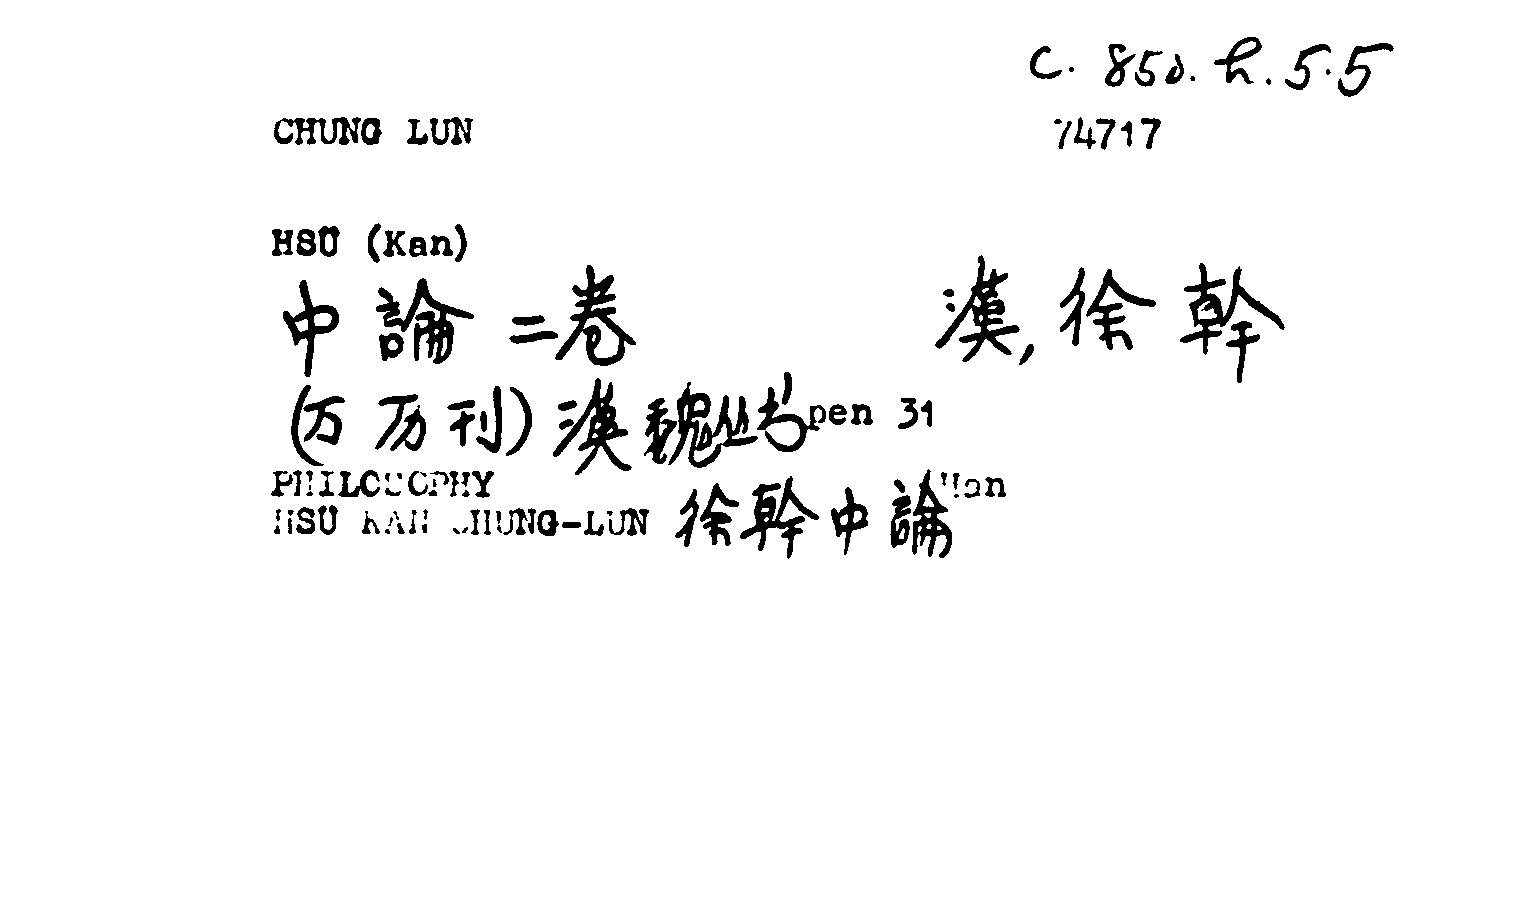 C. 850. h. 5.5
CHUNG LUN 74717
HSÜ (Kan)
中論二卷 漢, 徐幹
(万历刊) 漢魏丛书 pen 31
PHILOSOPHY Han
HSÜ KAN CHUNG-LUN 徐幹中論